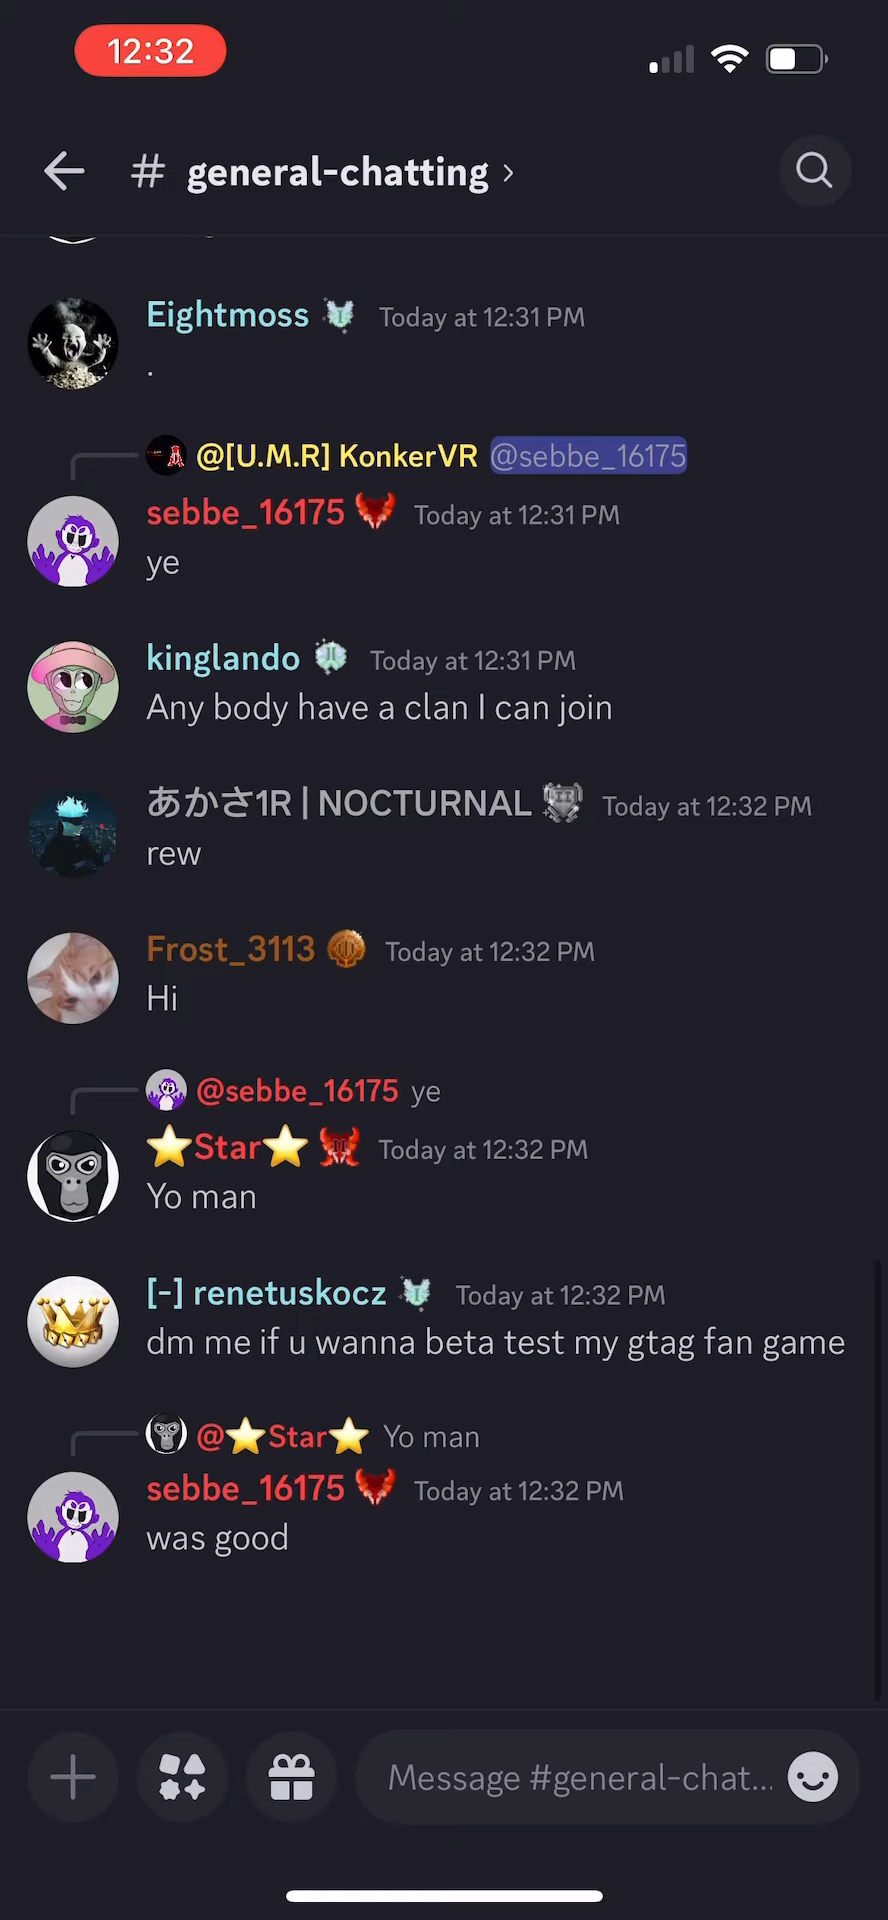 12:32
# general-chatting ›
Eightmoss Today at 12:31 PM
.
@[U.M.R] KonkerVR @sebbe_16175
sebbe_16175 Today at 12:31 PM
ye
kinglando Today at 12:31 PM
Any body have a clan I can join
あかさ1R | NOCTURNAL Today at 12:32 PM
rew
Frost_3113 Today at 12:32 PM
Hi
@sebbe_16175 ye
⭐Star⭐ Today at 12:32 PM
Yo man
[-] renetuskocz Today at 12:32 PM
dm me if u wanna beta test my gtag fan game
@⭐Star⭐ Yo man
sebbe_16175 Today at 12:32 PM
was good
Message #general-chat...